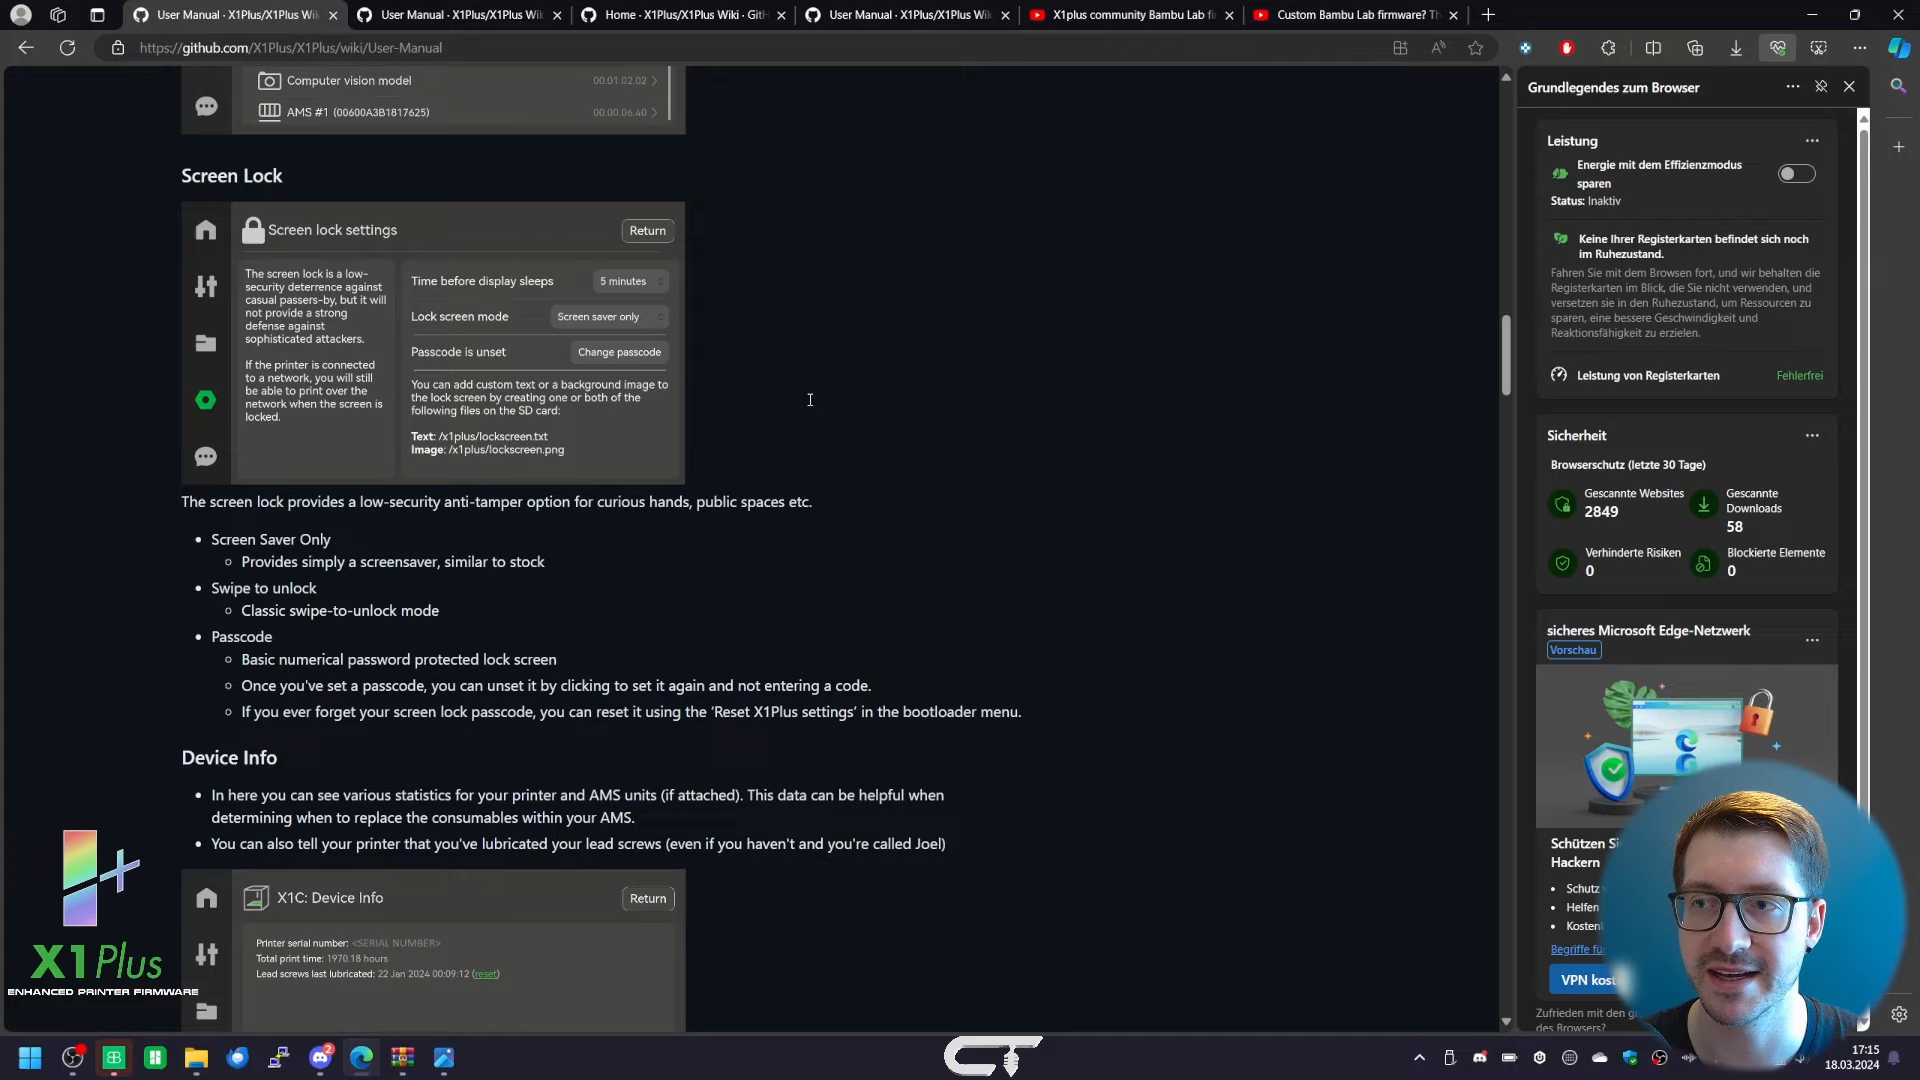 User Manual · X1Plus/X1Plus Wi
User Manual · X1Plus/X1Plus Wi
Home · X1Plus/X1Plus Wiki · GitH
User Manual · X1Plus/X1Plus Wi
X1plus community Bambu Lab fi
Custom Bambu Lab firmware? Th
https://github.com/X1Plus/X1Plus/wiki/User-Manual
Computer vision model
00.01.02.02 >
AMS #1 (00600A3B1817625)
00.00.06.40 >
Screen Lock
Screen lock settings
Return
The screen lock is a low-
security deterrence against
casual passers-by, but it will
not provide a strong
defense against
sophisticated attackers.
If the printer is connected
to a network, you will still
be able to print over the
network when the screen is
locked.
Time before display sleeps
5 minutes
Lock screen mode
Screen saver only
Passcode is unset
Change passcode
You can add custom text or a background image to
the lock screen by creating one or both of the
following files on the SD card:
Text: /x1plus/lockscreen.txt
Image: /x1plus/lockscreen.png
The screen lock provides a low-security anti-tamper option for curious hands, public spaces etc.
• Screen Saver Only
◦ Provides simply a screensaver, similar to stock
• Swipe to unlock
◦ Classic swipe-to-unlock mode
• Passcode
◦ Basic numerical password protected lock screen
◦ Once you've set a passcode, you can unset it by clicking to set it again and not entering a code.
◦ If you ever forget your screen lock passcode, you can reset it using the ‘Reset X1Plus settings’ in the bootloader menu.
Device Info
• In here you can see various statistics for your printer and AMS units (if attached). This data can be helpful when
determining when to replace the consumables within your AMS.
• You can also tell your printer that you've lubricated your lead screws (even if you haven't and you're called Joel)
X1C: Device Info
Return
Printer serial number: <SERIAL NUMBER>
Total print time: 1970.18 hours
Lead screws last lubricated: 22 Jan 2024 00:09:12 (reset)
X1 Plus
ENHANCED PRINTER FIRMWARE
Grundlegendes zum Browser
Leistung
Energie mit dem Effizienzmodus
sparen
Status: Inaktiv
Keine Ihrer Registerkarten befindet sich noch
im Ruhezustand.
Fahren Sie mit dem Browsen fort, und wir behalten die
Registerkarten im Blick, die Sie nicht verwenden, und
versetzen sie in den Ruhezustand, um Ressourcen zu
sparen, eine bessere Geschwindigkeit und
Reaktionsfähigkeit zu erzielen.
Leistung von Registerkarten
Fehlerfrei
Sicherheit
Browserschutz (letzte 30 Tage)
Gescannte Websites
2849
Gescannte
Downloads
58
Verhinderte Risiken
0
Blockierte Elemente
0
sicheres Microsoft Edge-Netzwerk
Vorschau
Schützen Si
Hackern
• Schutz
• Helfen
• Kosten
Begriffe für
VPN kost
Zufrieden mit den gr
des Browsers?
2
17:15
18.03.2024